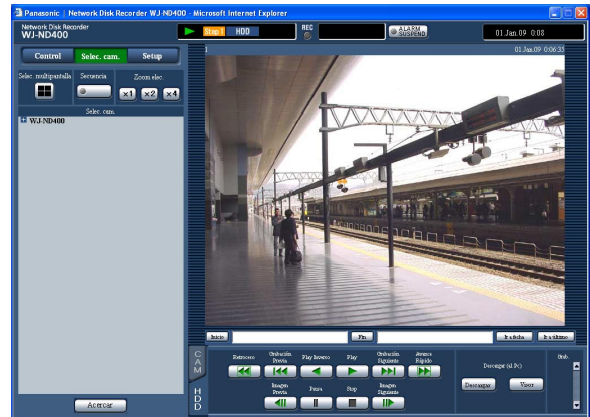 Panasonic | Network Disk Recorder WJ-ND400 - Microsoft Internet Explorer
Network Disk Recorder
WJ-ND400
Step 1 HDD
REC
ALARM
SUSPEND
01.Jan.09 0:08
Control Selec. cam. Setup
1
01.Jan.09 0:06:35
Selec. multipantalla Secuencia Zoom elec.
x1 x2 x4
Selec. cam.
WJ-ND400
Inicio Fin Ir a fecha Ir a último
CAM
HDD
Retroceso Grabación Previa Play Inverso Play Grabación Siguiente Avance Rápido
Imagen Previa Pausa Stop Imagen Siguiente
Descargar (al Pc)
Descargar Visor
Acercar